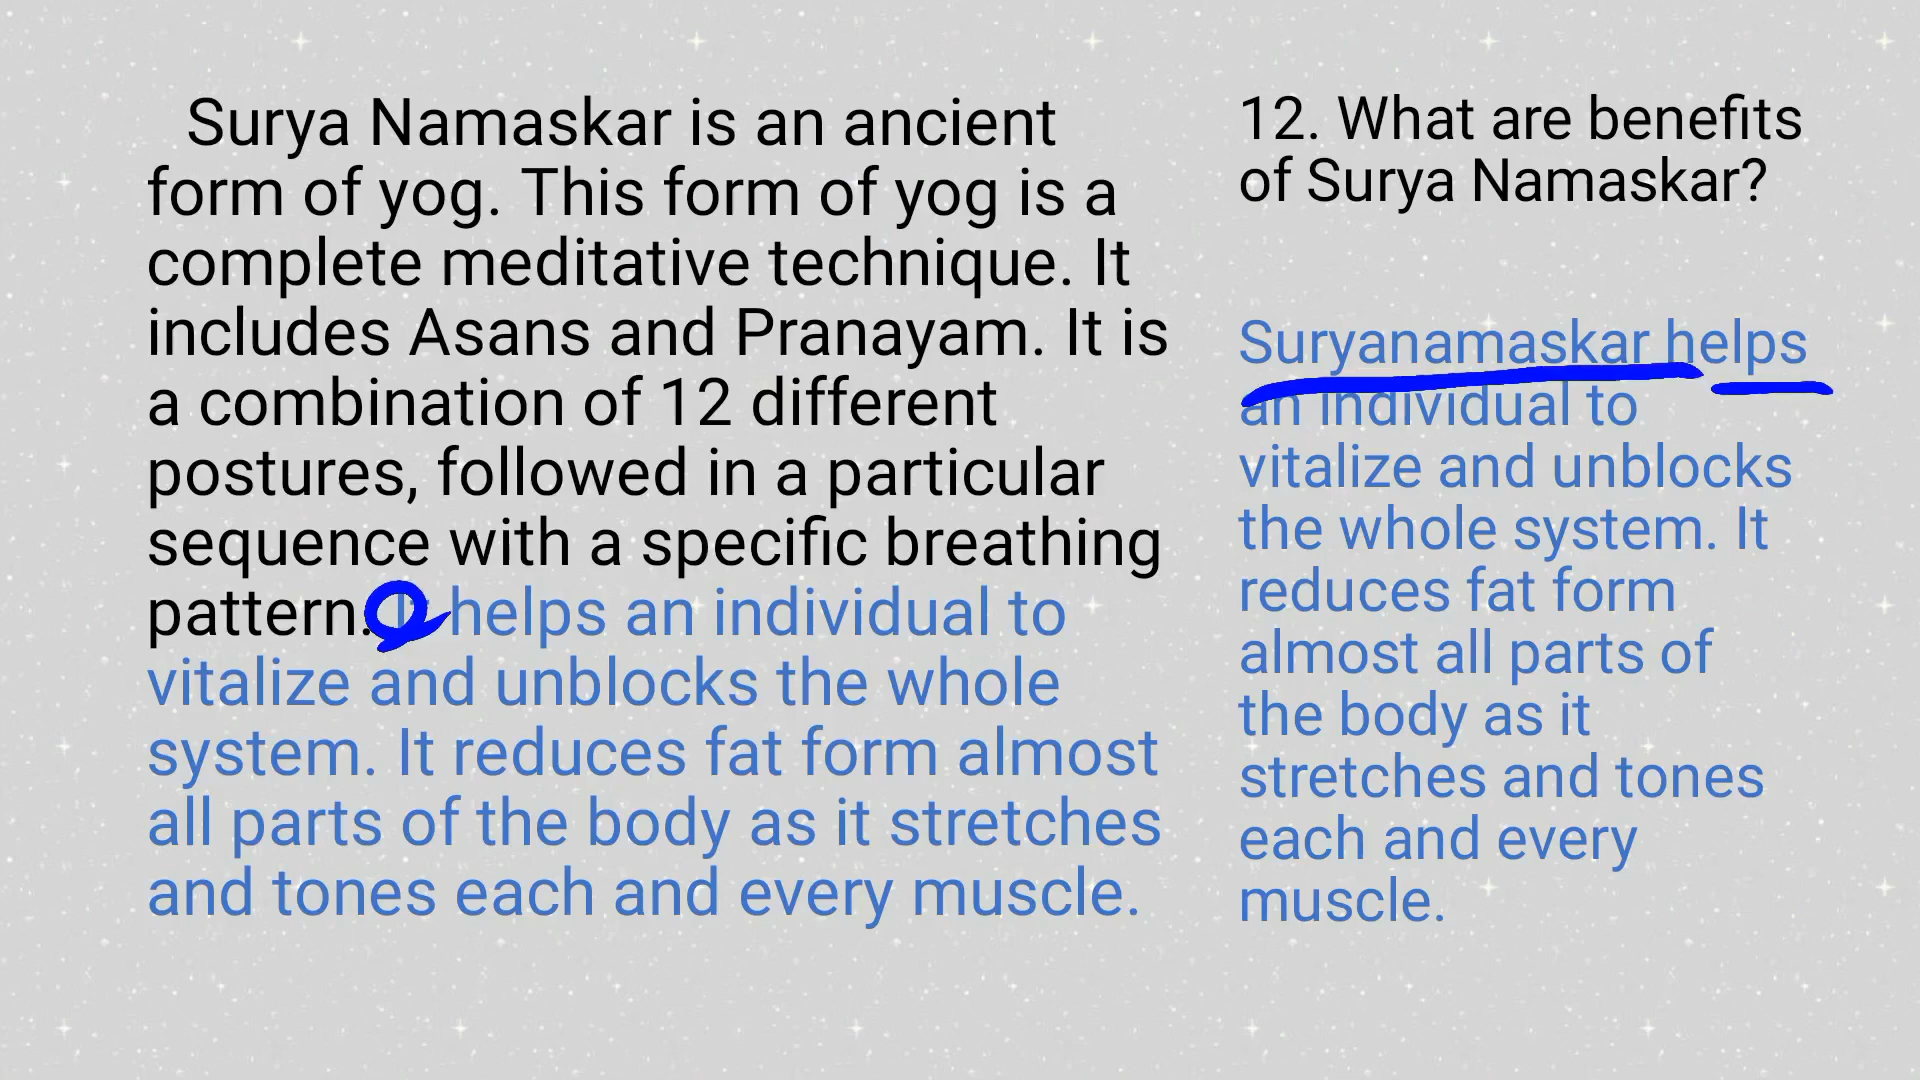 Surya Namaskar is an ancient
form of yog. This form of yog is a
complete meditative technique. It
includes Asans and Pranayam. It is
a combination of 12 different
postures, followed in a particular
sequence with a specific breathing
pattern. It helps an individual to
vitalize and unblocks the whole
system. It reduces fat form almost
all parts of the body as it stretches
and tones each and every muscle.
12. What are benefits
of Surya Namaskar?
Suryanamaskar helps
an individual to
vitalize and unblocks
the whole system. It
reduces fat form
almost all parts of
the body as it
stretches and tones
each and every
muscle.